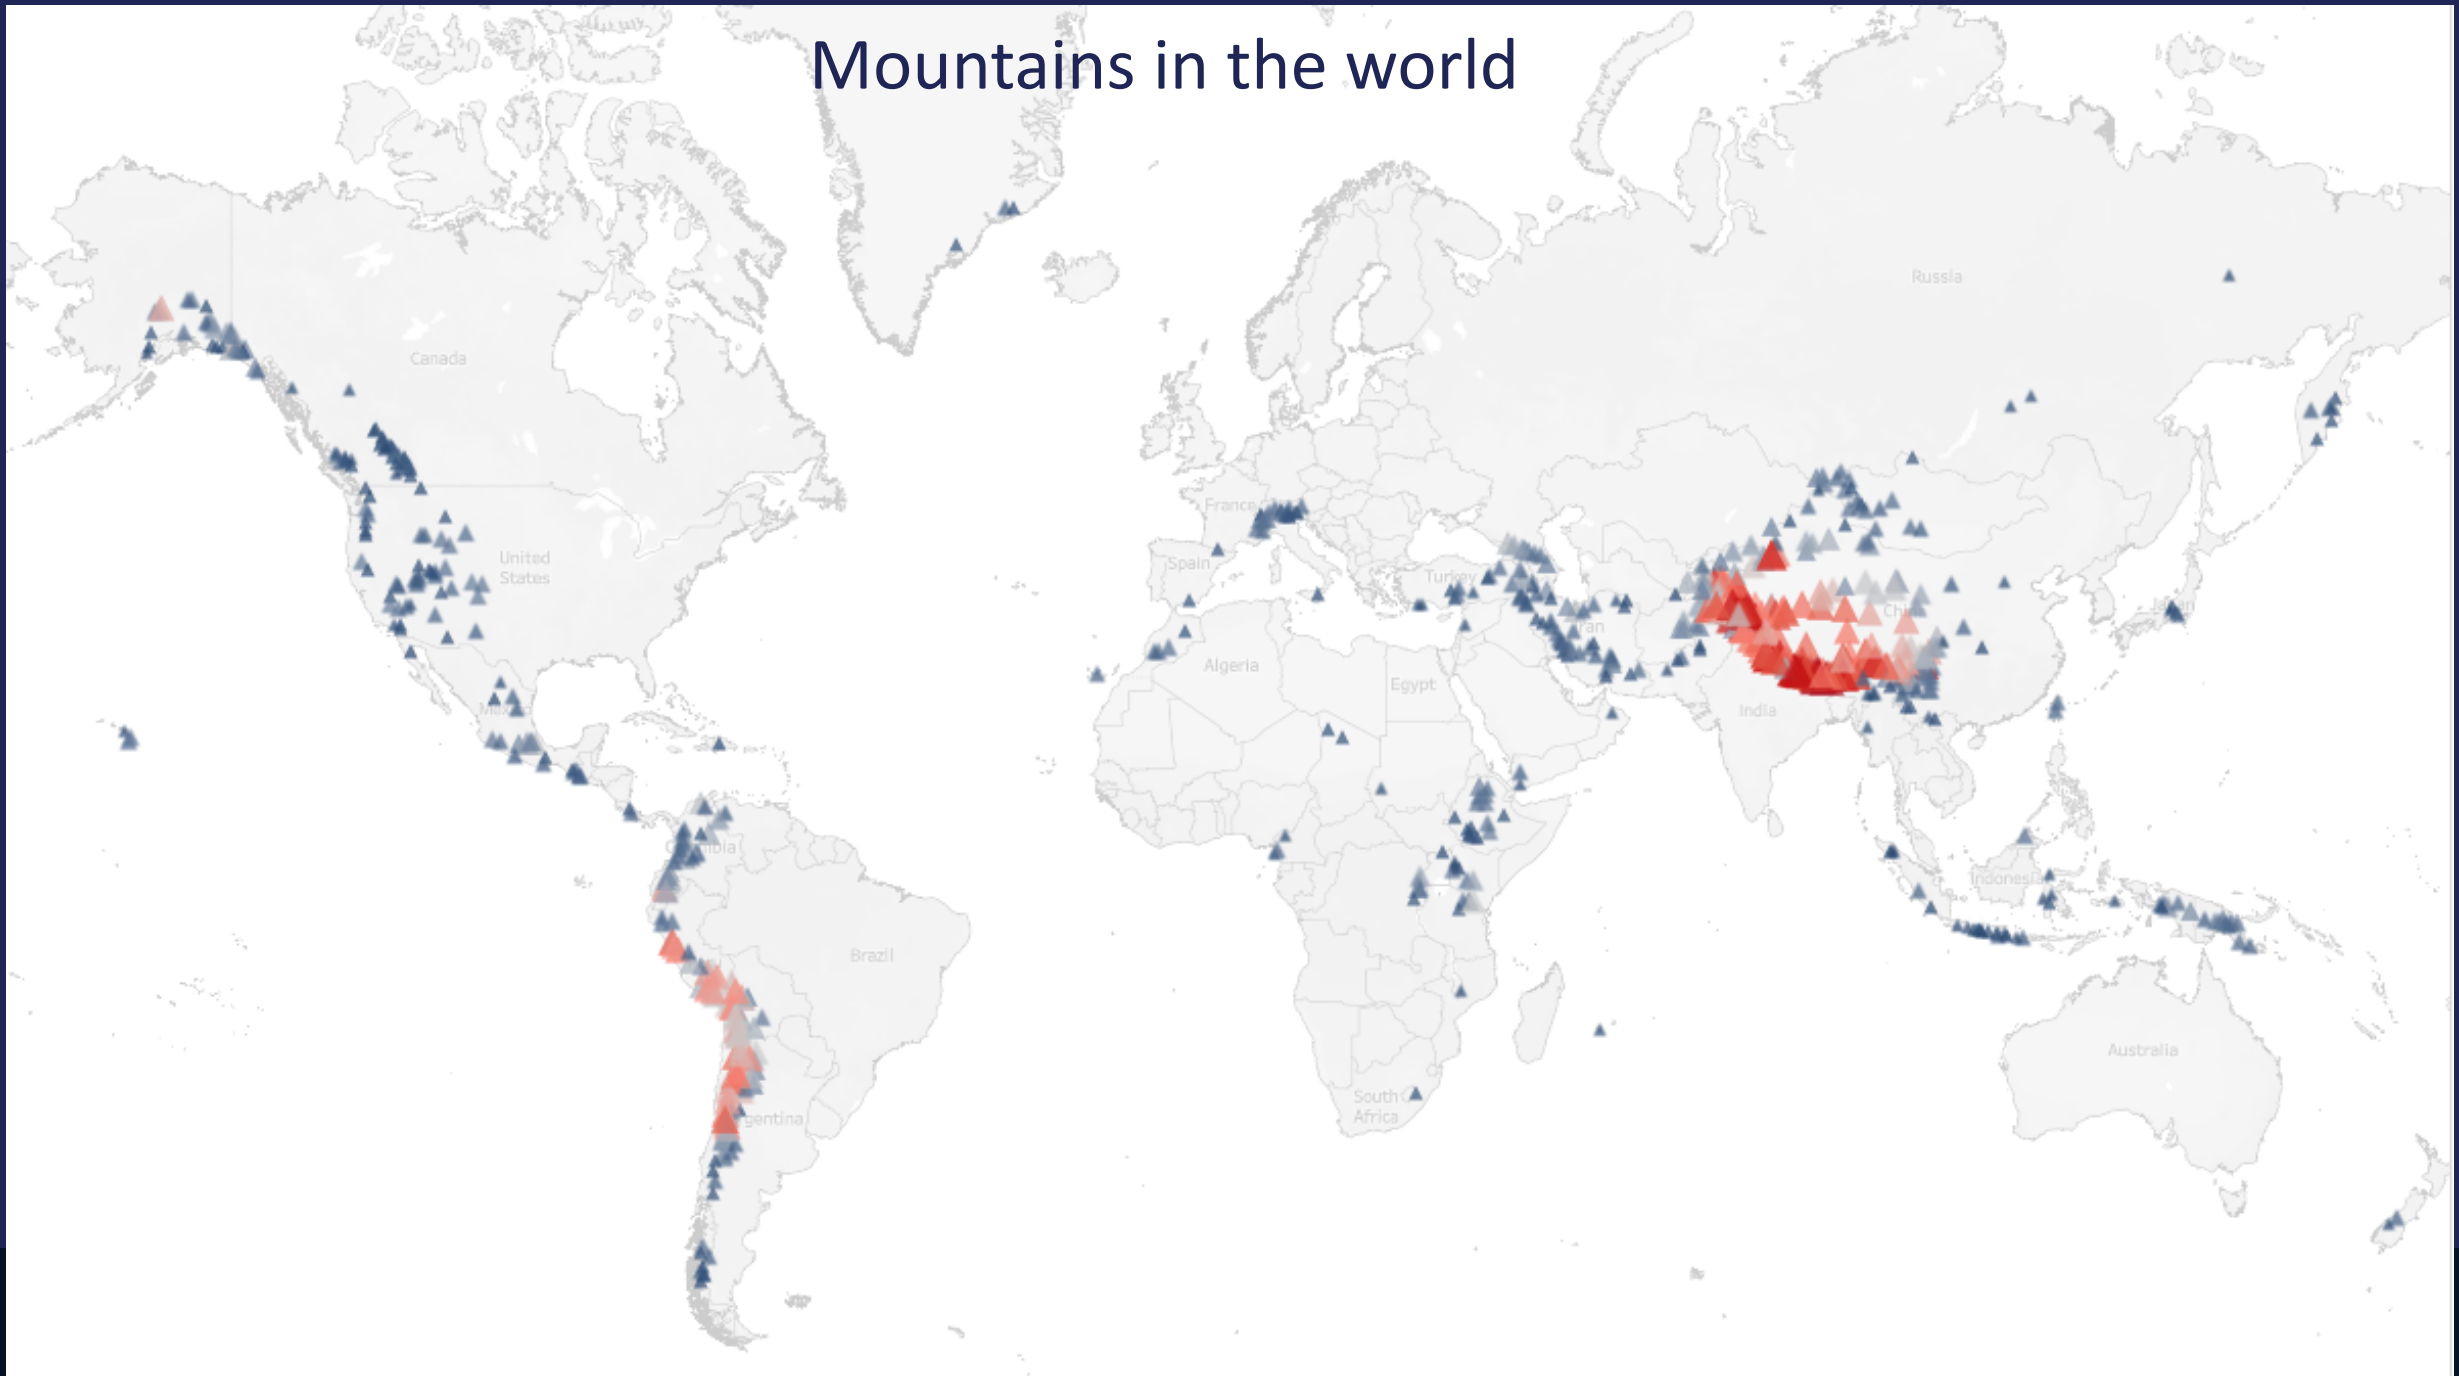 Mountains in the world
Russia
Canada
France
United
States
Spain
Turkey
Algeria
Egypt
India
Indonesia
Brazil
Australia
South
Africa